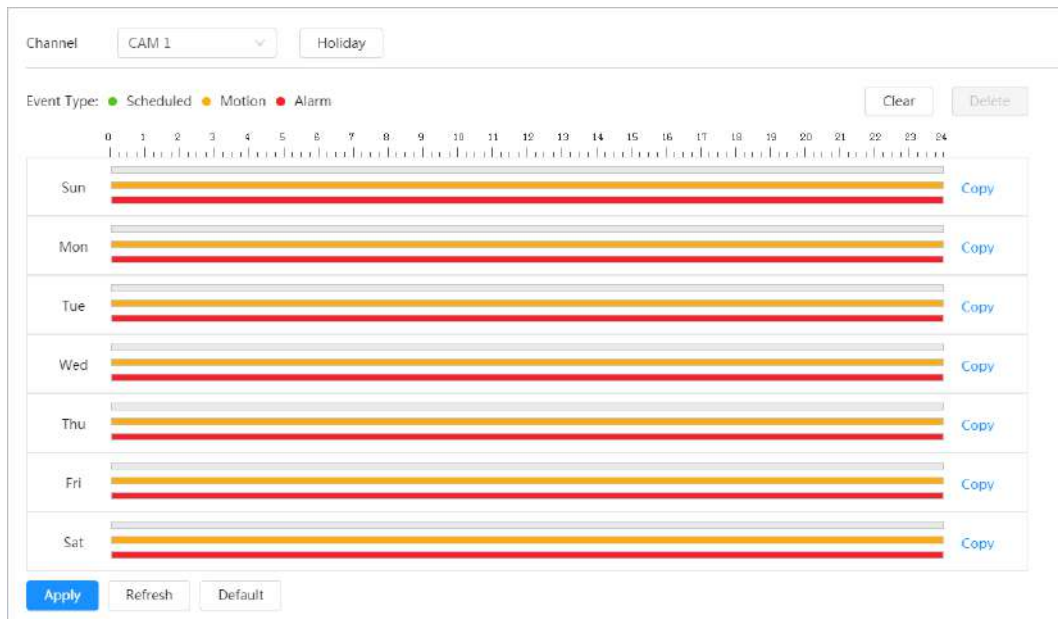 Channel CAM 1 Holiday
Event Type: Scheduled Motion Alarm Clear Delete
0 1 2 3 4 5 6 7 8 9 10 11 12 13 14 15 16 17 18 19 20 21 22 23 24
Sun Copy
Mon Copy
Tue Copy
Wed Copy
Thu Copy
Fri Copy
Sat Copy
Apply Refresh Default